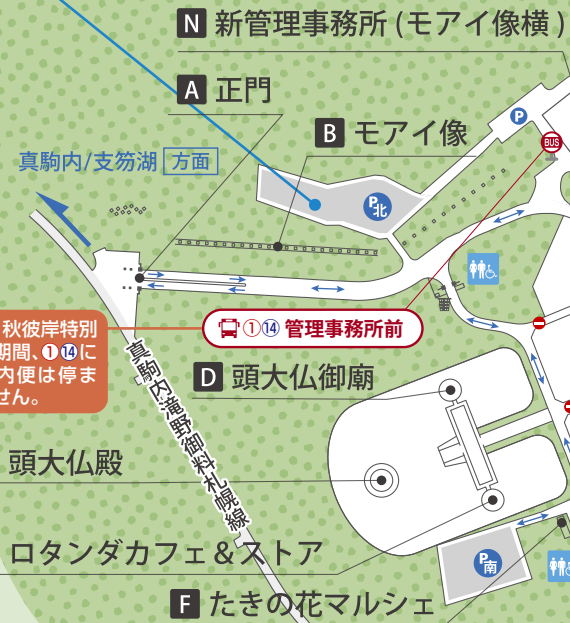 N 新管理事務所(モアイ像横)
A 正門
P
B モアイ像
BUS
真駒内/支笏湖 方面
P北
秋彼岸特別
期間、①⑭に
内便は停ま
せん。
①⑭ 管理事務所前
真駒内滝野御料札幌線
D 頭大仏御廟
頭大仏殿
ロタンダカフェ&ストア
P南
F たきの花マルシェ